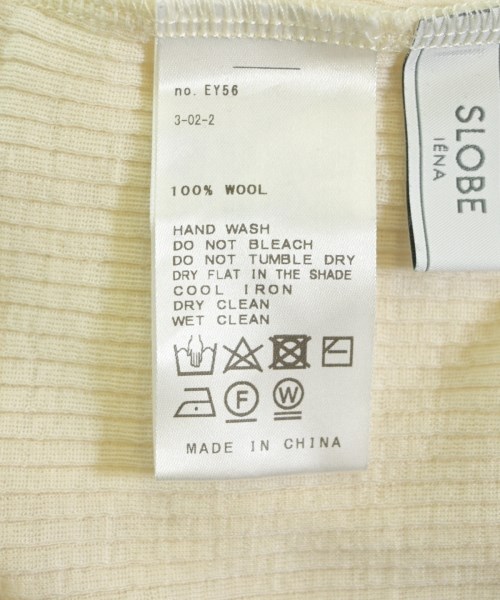 no. EY56
3-02-2
100% WOOL
HAND WASH
DO NOT BLEACH
DO NOT TUMBLE DRY
DRY FLAT IN THE SHADE
COOL IRON
DRY CLEAN
WET CLEAN
F
W
MADE IN CHINA
SLOBE
IÉNA